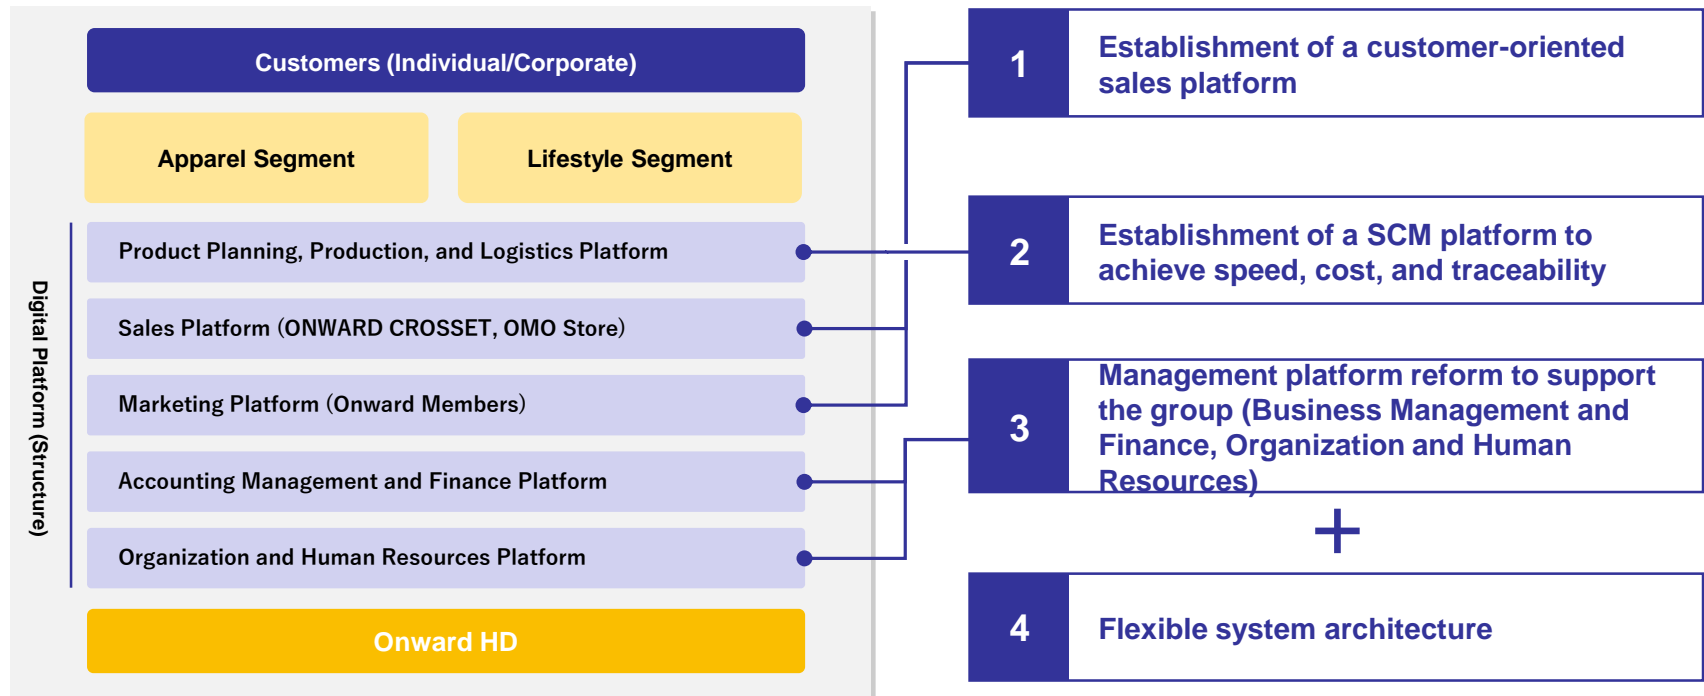 Customers (Individual/Corporate)
Apparel Segment
Lifestyle Segment
Digital Platform (Structure)
Product Planning, Production, and Logistics Platform
Sales Platform (ONWARD CROSSET, OMO Store)
Marketing Platform (Onward Members)
Accounting Management and Finance Platform
Organization and Human Resources Platform
Onward HD
1
Establishment of a customer-oriented
sales platform
2
Establishment of a SCM platform to
achieve speed, cost, and traceability
3
Management platform reform to support
the group (Business Management and
Finance, Organization and Human
Resources)
+
4
Flexible system architecture